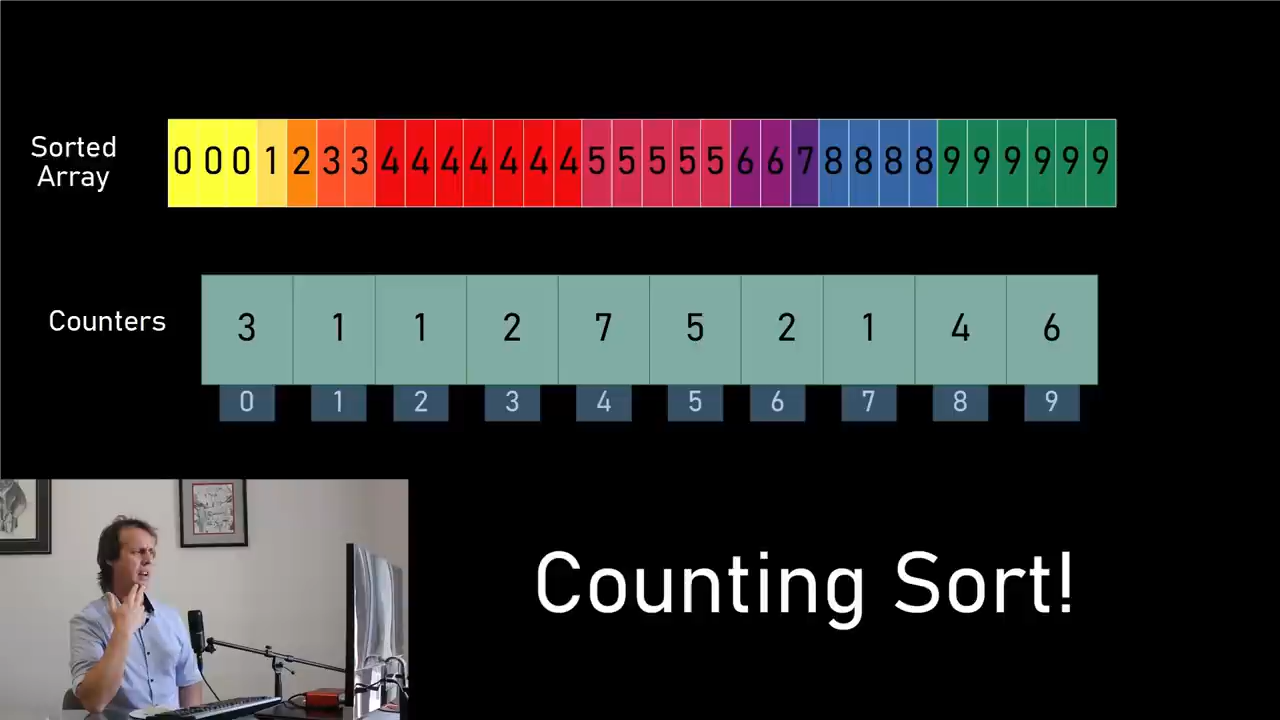 Sorted
Array
0 0 0 1 2 3 3 4 4 4 4 4 4 4 5 5 5 5 5 6 6 7 8 8 8 8 9 9 9 9 9 9
Counters
3 1 1 2 7 5 2 1 4 6
0 1 2 3 4 5 6 7 8 9
Counting Sort!